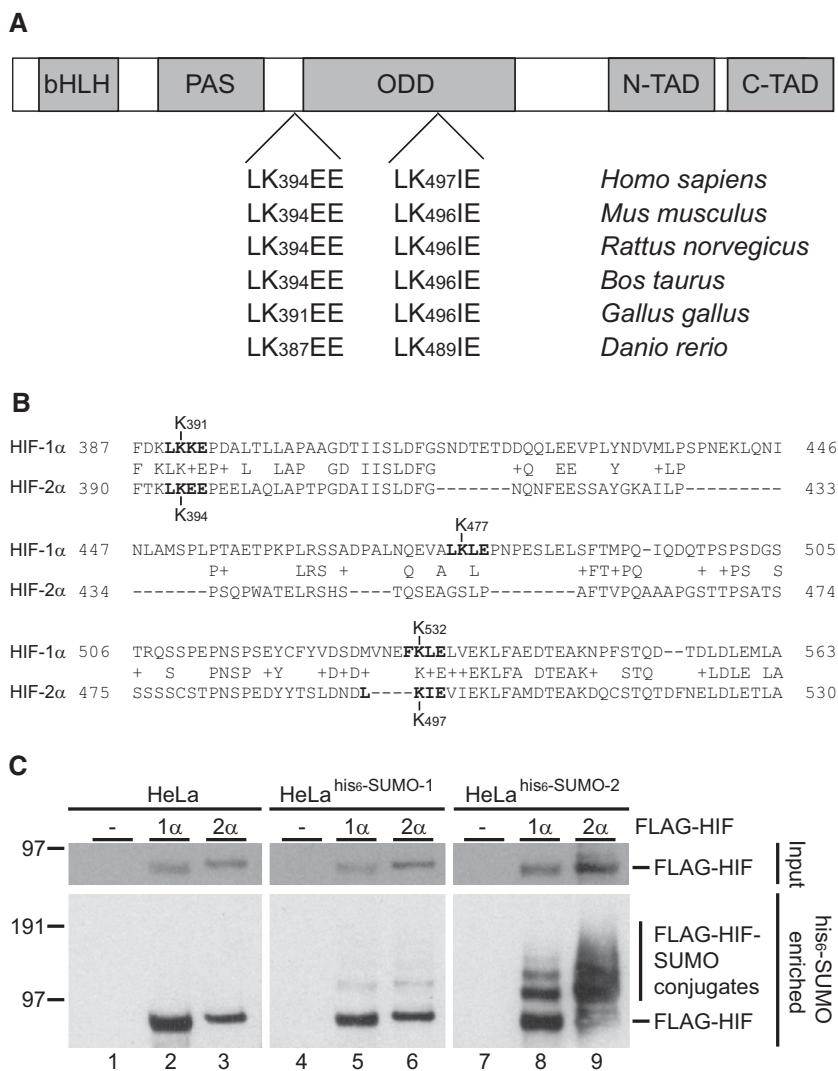 A
bHLH PAS ODD N-TAD C-TAD
LK394EE LK497IE Homo sapiens
LK394EE LK496IE Mus musculus
LK394EE LK496IE Rattus norvegicus
LK394EE LK496IE Bos taurus
LK391EE LK496IE Gallus gallus
LK387EE LK489IE Danio rerio
B
K391
HIF-1α 387 FDKLKKEPDALTLLAPAAGDTIISLDFGSNDTETDDQQLEEVPLYNDVMLPSPNEKLQNI 446
F KLK+EP+ L LAP GD IISLDFG +Q EE Y +LP
HIF-2α 390 FTKLKEEPEELAQLAPTPGDAIISLDFG-------NQNFEESSAYGKAILP--------- 433
K394
K477
HIF-1α 447 NLAMSPLPTAETPKPLRSSADPALNQEVALKLEPNPESLELSFTMPQ-IQDQTPSPSDGS 505
P+ LRS + Q A L +FT+PQ + +PS S
HIF-2α 434 -------PSQPWATELRSHS---TQSEAGSLP--------AFTVPQAAAPGSTTPSATS 474
K532
HIF-1α 506 TRQSSPEPNSPSEYCFYVDSDMVNEFKLELVEKLFAEDTEAKNPFSTQD--TDLDLEMLA 563
+ S PNSP +Y +D+D+ K+E++EKLFA DTEAK+ STQ +LDLE LA
HIF-2α 475 SSSSCSTPNSPEDYYTSLDNDL----KIEVIEKLFAMDTEAKDQCSTQTDFNELDLETLA 530
K497
C
HeLa HeLa his6-SUMO-1 HeLa his6-SUMO-2
- 1α 2α - 1α 2α - 1α 2α FLAG-HIF
97
FLAG-HIF
Input
191
FLAG-HIF-
SUMO
conjugates
97
FLAG-HIF
his6-SUMO
enriched
1 2 3 4 5 6 7 8 9